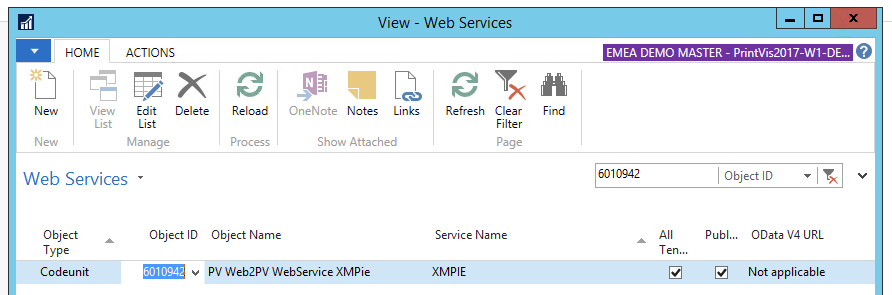 View - Web Services
HOME ACTIONS EMEA DEMO MASTER - PrintVis2017-W1-DE...
New View List Edit List Delete Reload OneNote Notes Links Refresh Clear Filter Find
New Manage Process Show Attached Page
Web Services 6010942 Object ID
Object Type Object ID Object Name Service Name All Ten... Publ... OData V4 URL
Codeunit 6010942 PV Web2PV WebService XMPie XMPIE Not applicable